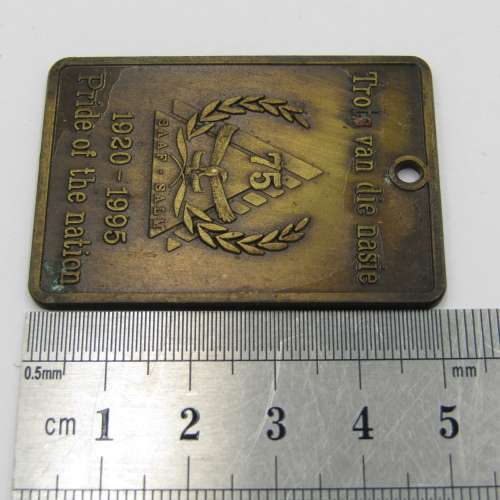 Trots van die nasie
75
SAAF · SALM
1920 - 1995
Pride of the nation
0.5mm
mm
cm 1 2 3 4 5